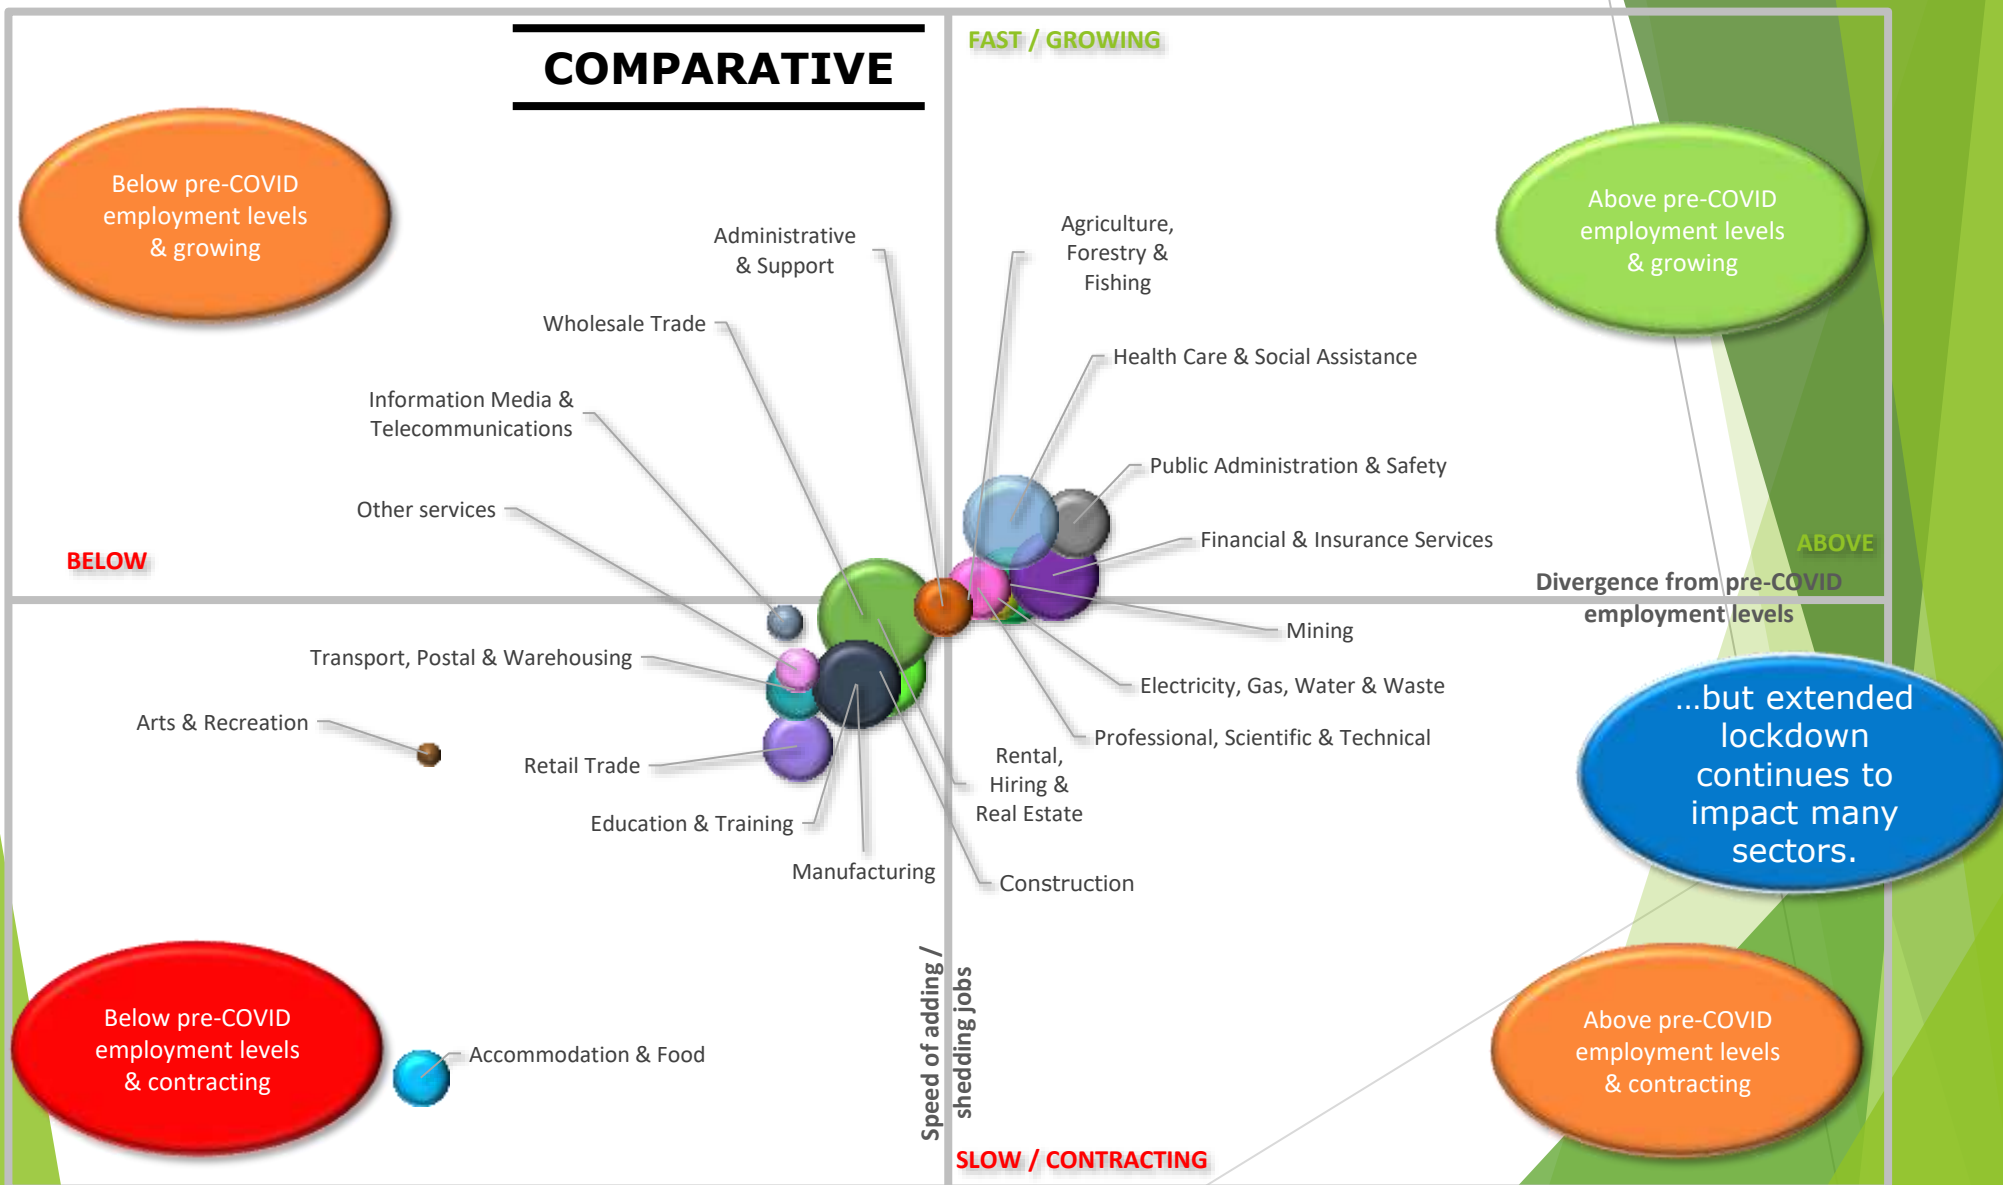 COMPARATIVE
FAST / GROWING
Below pre-COVID
employment levels
& growing
Above pre-COVID
employment levels
& growing
Administrative
& Support
Agriculture,
Forestry &
Fishing
Wholesale Trade
Health Care & Social Assistance
Information Media &
Telecommunications
Public Administration & Safety
Other services
Financial & Insurance Services
BELOW
ABOVE
Divergence from pre-COVID
employment levels
Mining
Transport, Postal & Warehousing
Electricity, Gas, Water & Waste
Arts & Recreation
Professional, Scientific & Technical
Retail Trade
Rental,
Hiring &
Real Estate
Education & Training
Manufacturing
Construction
...but extended
lockdown
continues to
impact many
sectors.
Speed of adding /
shedding jobs
Below pre-COVID
employment levels
& contracting
Accommodation & Food
Above pre-COVID
employment levels
& contracting
SLOW / CONTRACTING